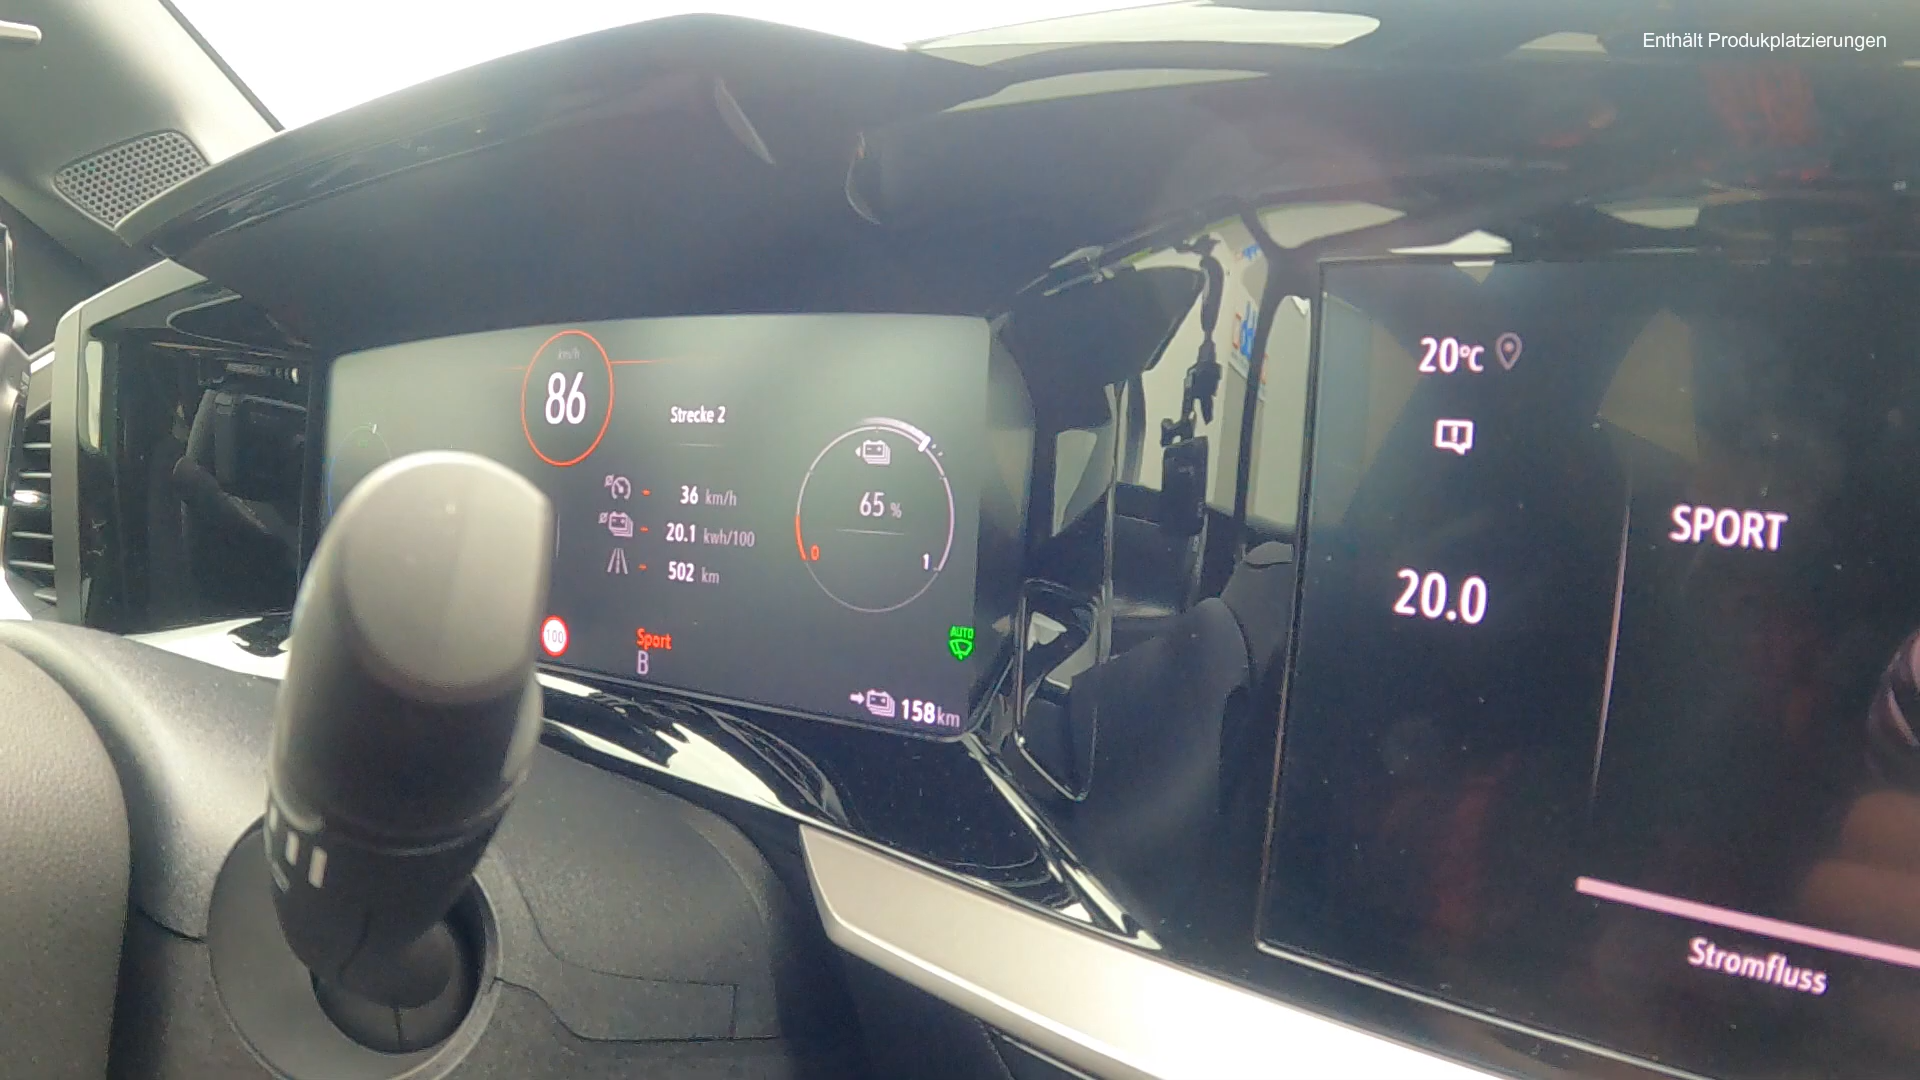 Enthält Produkplatzierungen
km/h
86
Strecke 2
36 km/h
20.1 kwh/100
502 km
65 %
0
1
100
Sport
B
AUTO
158 km
20°C
20.0
SPORT
Stromfluss